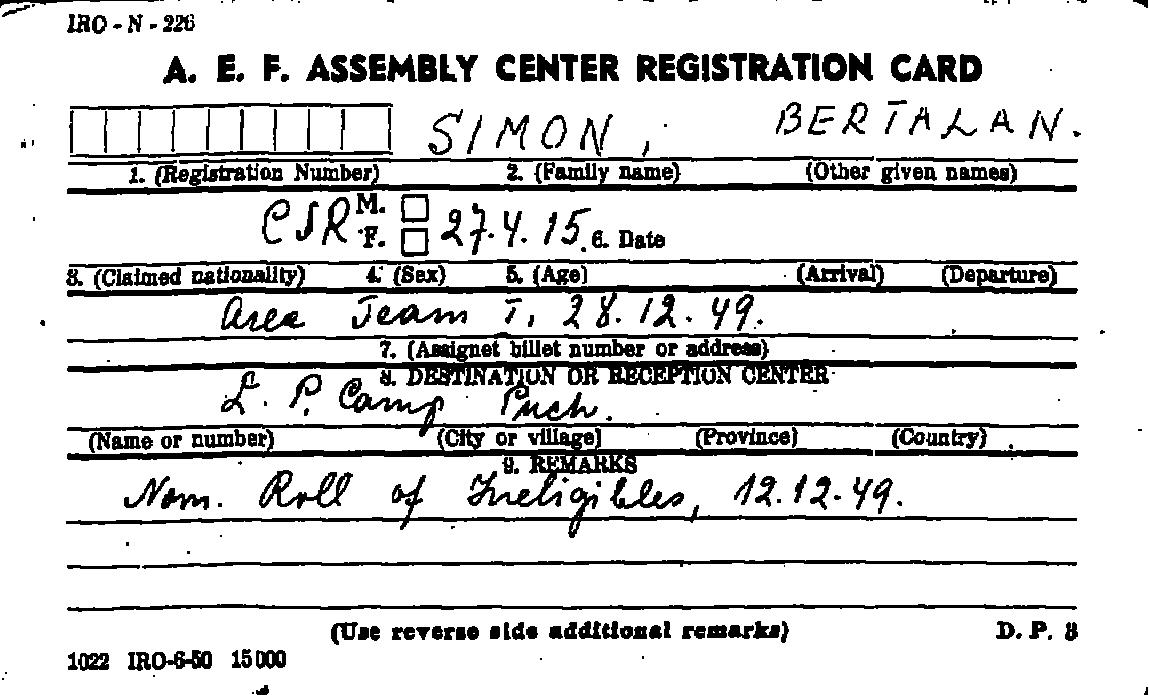 IRO - N - 226
A. E. F. ASSEMBLY CENTER REGISTRATION CARD
SIMON, BERTALAN.
1. (Registration Number) 2. (Family name) (Other given names)
CSR M. F. 27.4.15. 6. Date
3. (Claimed nationality) 4. (Sex) 5. (Age) (Arrival) (Departure)
Area Team I, 28.12.49.
7. (Assignet billet number or address)
8. DESTINATION OR RECEPTION CENTER
L. P. Camp Puch.
(Name or number) (City or village) (Province) (Country)
9. REMARKS
Nom. Roll of Ineligibles, 12.12.49.
(Use reverse side additional remarks) D. P. 3
1022 IRO-6-50 15000